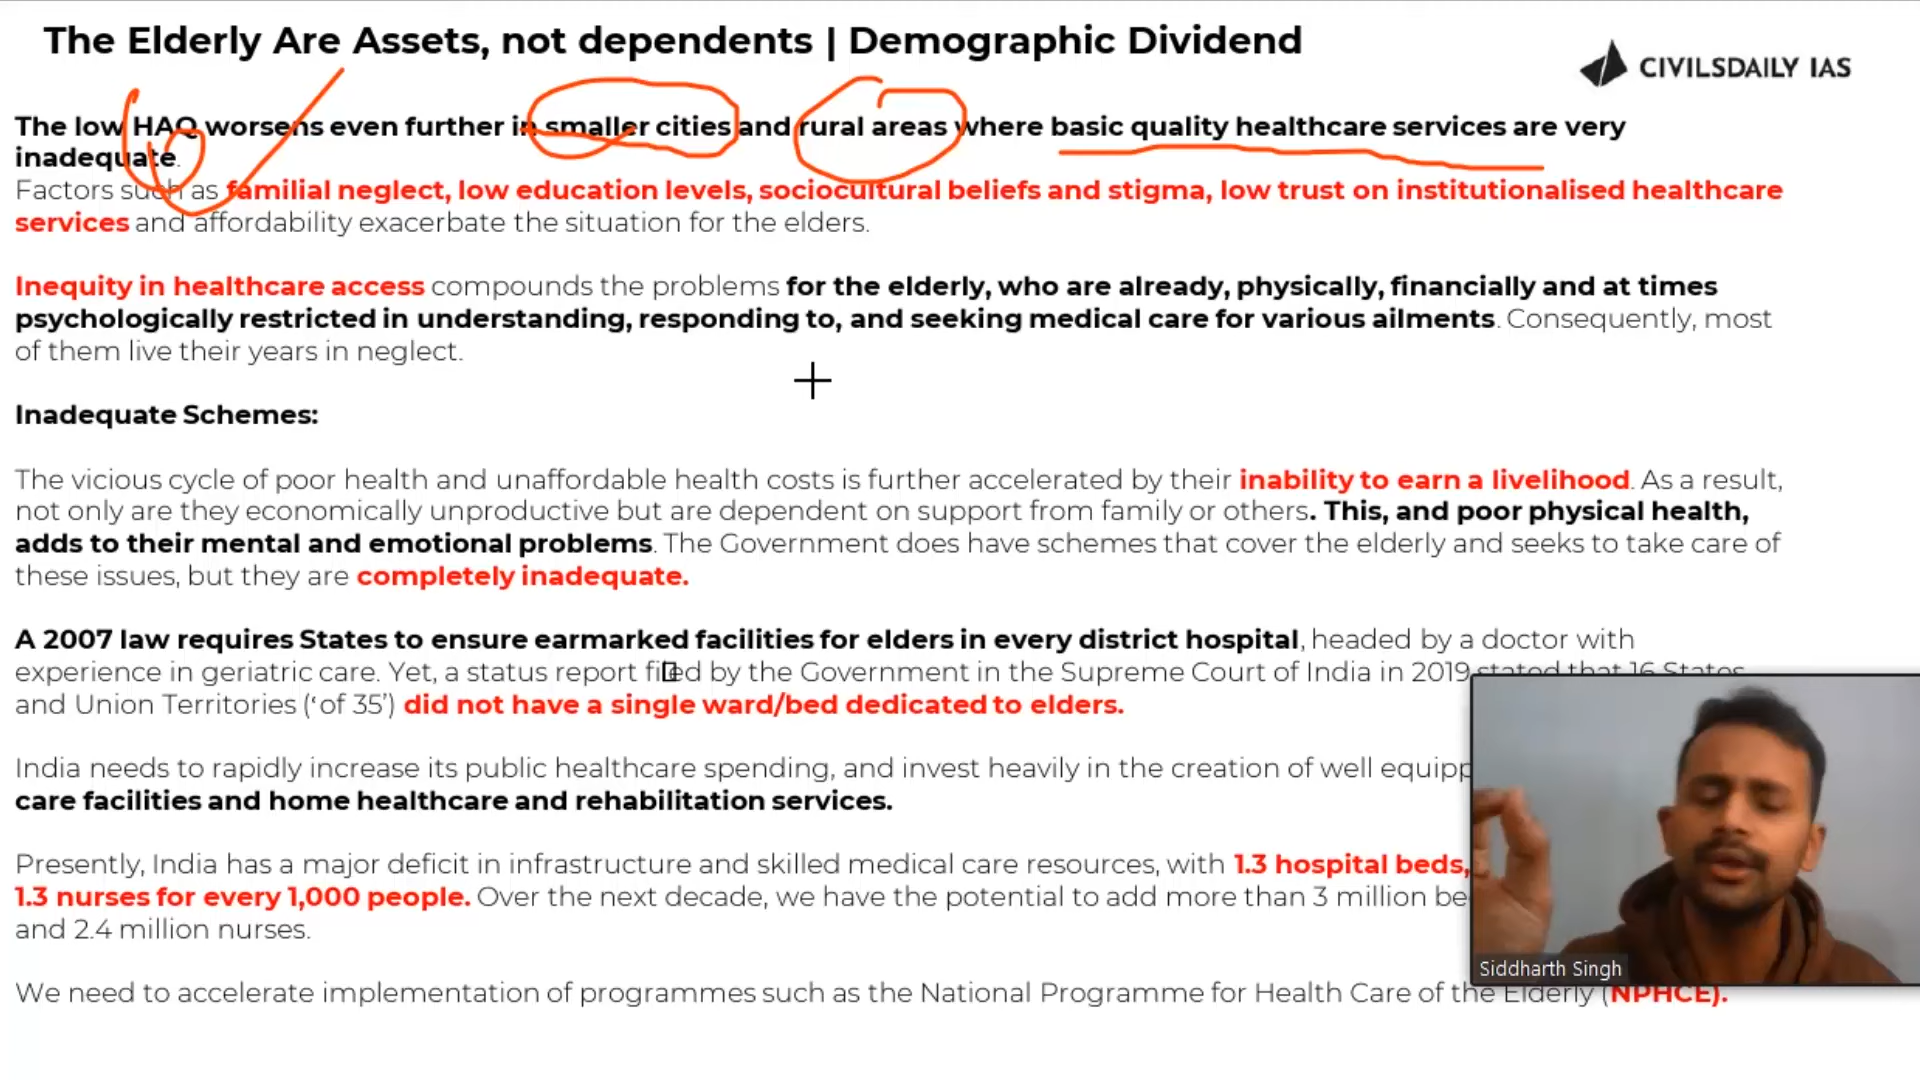 The Elderly Are Assets, not dependents | Demographic Dividend
CIVILSDAILY IAS
The low HAQ worsens even further in smaller cities and rural areas where basic quality healthcare services are very
inadequate.
Factors such as familial neglect, low education levels, sociocultural beliefs and stigma, low trust on institutionalised healthcare
services and affordability exacerbate the situation for the elders.
Inequity in healthcare access compounds the problems for the elderly, who are already, physically, financially and at times
psychologically restricted in understanding, responding to, and seeking medical care for various ailments. Consequently, most
of them live their years in neglect.
Inadequate Schemes:
The vicious cycle of poor health and unaffordable health costs is further accelerated by their inability to earn a livelihood. As a result,
not only are they economically unproductive but are dependent on support from family or others. This, and poor physical health,
adds to their mental and emotional problems. The Government does have schemes that cover the elderly and seeks to take care of
these issues, but they are completely inadequate.
A 2007 law requires States to ensure earmarked facilities for elders in every district hospital, headed by a doctor with
experience in geriatric care. Yet, a status report filed by the Government in the Supreme Court of India in 2019 stated that 16 States
and Union Territories (‘of 35’) did not have a single ward/bed dedicated to elders.
India needs to rapidly increase its public healthcare spending, and invest heavily in the creation of well
care facilities and home healthcare and rehabilitation services.
Presently, India has a major deficit in infrastructure and skilled medical care resources, with 1.3 hospital beds,
1.3 nurses for every 1,000 people. Over the next decade, we have the potential to add more than 3 million
and 2.4 million nurses.
Siddharth Singh
We need to accelerate implementation of programmes such as the National Programme for Health Care of the Elderly (NPHCE).